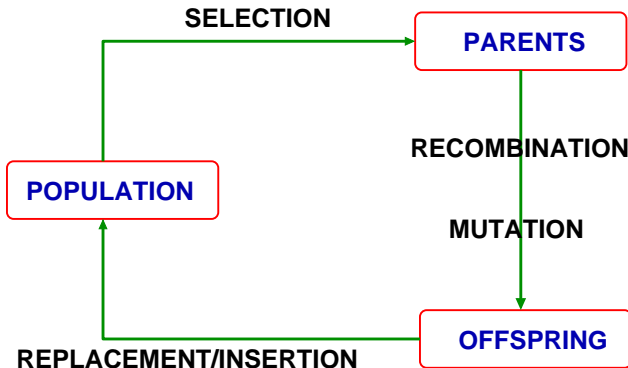 SELECTION
PARENTS
RECOMBINATION
POPULATION
MUTATION
OFFSPRING
REPLACEMENT/INSERTION